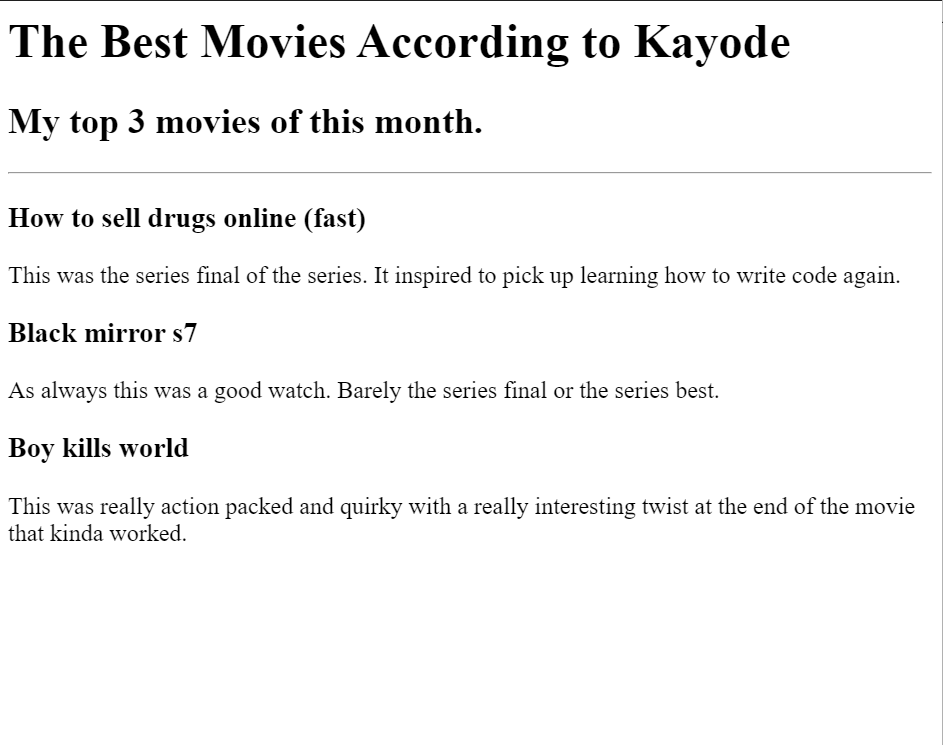 The Best Movies According to Kayode
My top 3 movies of this month.
How to sell drugs online (fast)
This was the series final of the series. It inspired to pick up learning how to write code again.
Black mirror s7
As always this was a good watch. Barely the series final or the series best.
Boy kills world
This was really action packed and quirky with a really interesting twist at the end of the movie
that kinda worked.